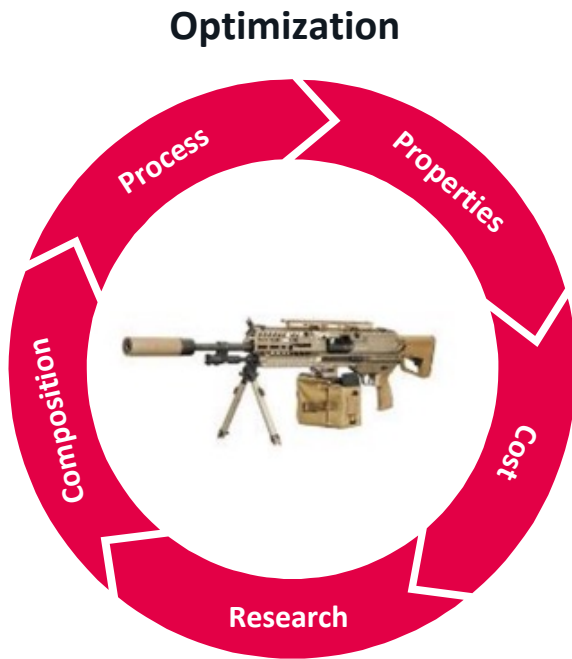 Optimization
Process
Properties
Cost
Research
Composition